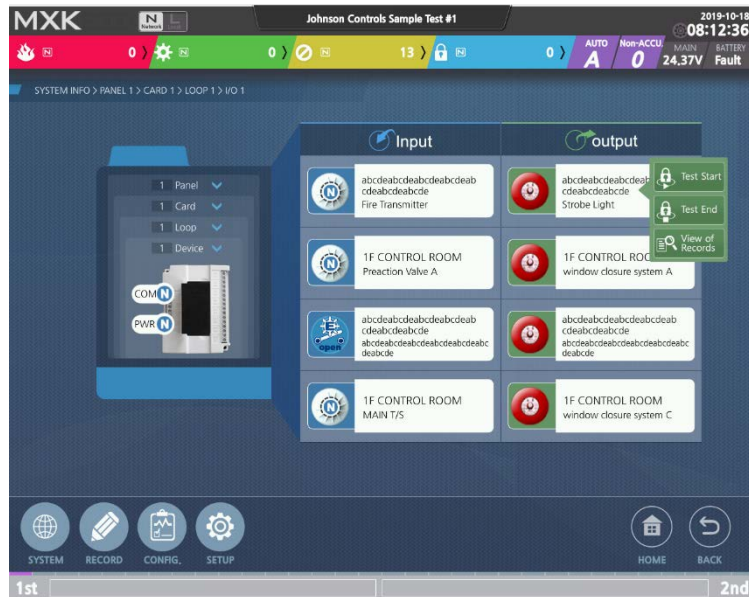 MXK
N L
Network Local
Johnson Controls Sample Test #1
2019-10-18
08:12:36
N 0
N 0
N 13
N 0
AUTO
A
Non-ACCU.
0
MAIN
24.37V
BATTERY
Fault
SYSTEM INFO > PANEL 1 > CARD 1 > LOOP 1 > I/O 1
1 Panel
1 Card
1 Loop
1 Device
COM N
PWR N
Input
output
N
abcdeabcdeabcdeabcdeab
cdeabcdeabcde
Fire Transmitter
abcdeabcdeabcdeab
cdeabcdeabcde
Strobe Light
Test Start
Test End
View of
Records
N
1F CONTROL ROOM
Preaction Valve A
1F CONTROL ROO
window closure system A
E
open
abcdeabcdeabcdeabcdeab
cdeabcdeabcde
abcdeabcdeabcdeabcdeabcdeabc
deabcde
abcdeabcdeabcdeabcdeab
cdeabcdeabcde
abcdeabcdeabcdeabcdeabcdeabc
deabcde
N
1F CONTROL ROOM
MAIN T/S
1F CONTROL ROOM
window closure system C
SYSTEM
RECORD
CONFIG.
SETUP
HOME
BACK
1st
2nd